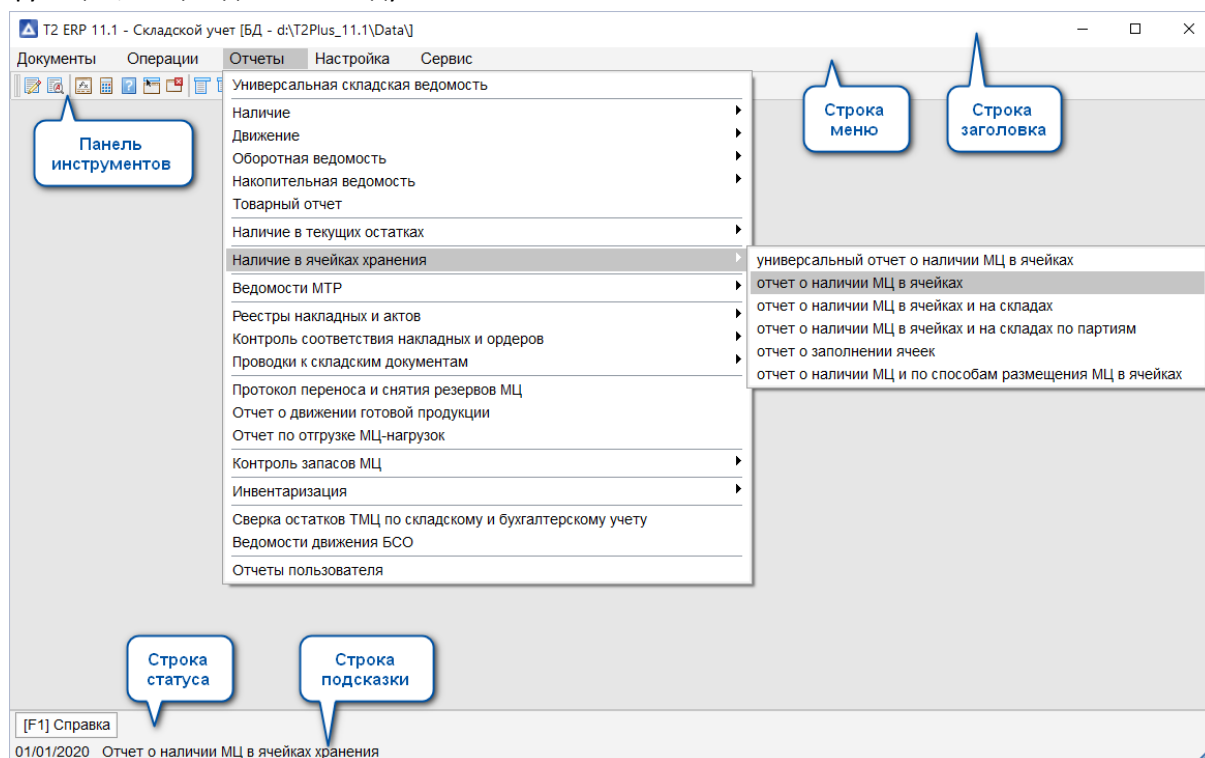 T2 ERP 11.1 - Складской учет [БД - d:\T2Plus_11.1\Data\]
Документы Операции Отчеты Настройка Сервис
Универсальная складская ведомость
Строка
меню
Строка
заголовка
Панель
инструментов
Наличие
Движение
Оборотная ведомость
Накопительная ведомость
Товарный отчет
Наличие в текущих остатках
Наличие в ячейках хранения
универсальный отчет о наличии МЦ в ячейках
отчет о наличии МЦ в ячейках
отчет о наличии МЦ в ячейках и на складах
отчет о наличии МЦ в ячейках и на складах по партиям
отчет о заполнении ячеек
отчет о наличии МЦ и по способам размещения МЦ в ячейках
Ведомости МТР
Реестры накладных и актов
Контроль соответствия накладных и ордеров
Проводки к складским документам
Протокол переноса и снятия резервов МЦ
Отчет о движении готовой продукции
Отчет по отгрузке МЦ-нагрузок
Контроль запасов МЦ
Инвентаризация
Сверка остатков ТМЦ по складскому и бухгалтерскому учету
Ведомости движения БСО
Отчеты пользователя
Строка
статуса
Строка
подсказки
[F1] Справка
01/01/2020 Отчет о наличии МЦ в ячейках хранения